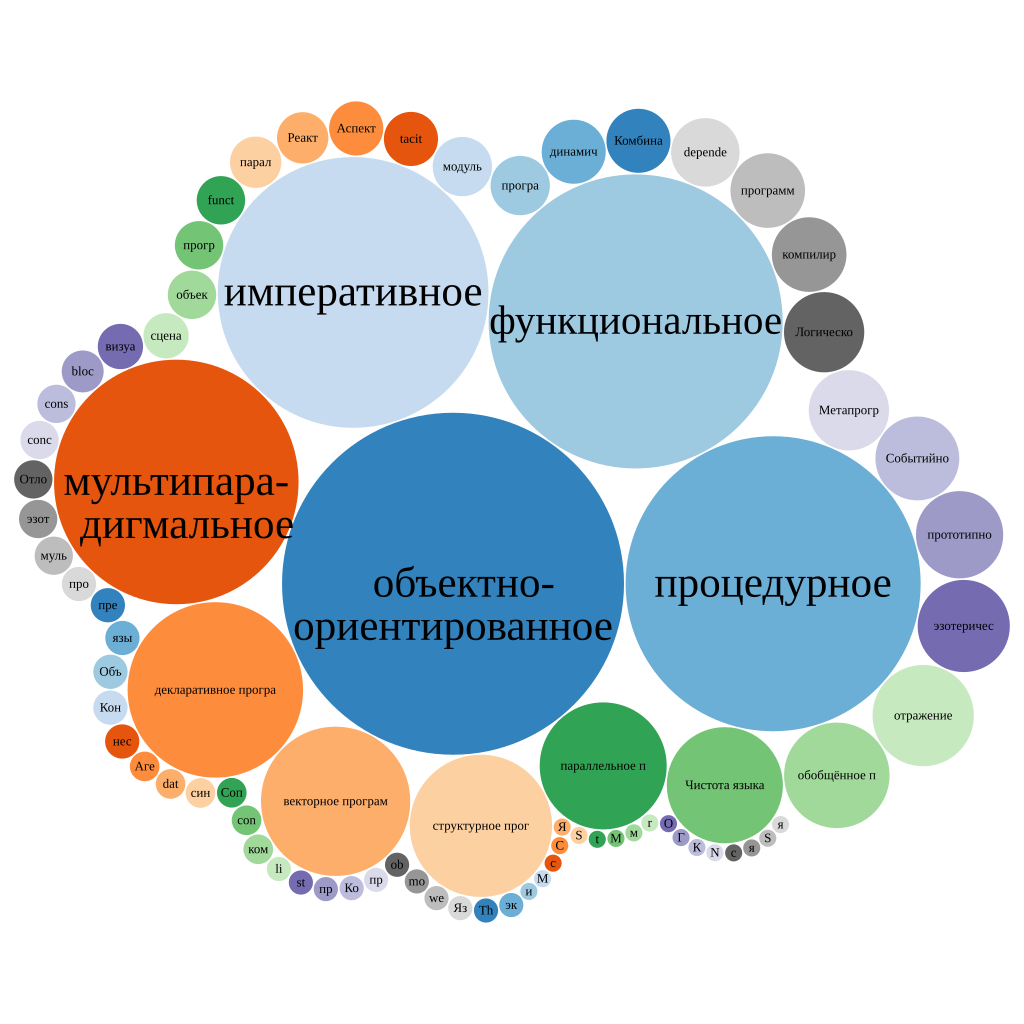 Аспект
Реакт
tacit
Комбина
динамич
depende
парал
модуль
програ
программ
funct
прогр
компилир
объек
императивное
функциональное
сцена
Логическо
визуа
bloc
cons
Метапрогр
conc
Событийно
Отло
мультипара-
дигмальное
эзот
прототипно
муль
про
объектно-
ориентированное
процедурное
пре
эзотеричес
язы
Объ
декларативное програ
Кон
отражение
нес
Аге
параллельное п
Чистота языка
обобщённое п
dat
син
Con
векторное програм
con
структурное прог
Я
S
t
М
м
r
О
Г
К
N
с
я
S
я
С
ком
с
li
ob
М
st
пр
Ко
пр
mo
и
we
Яз
Th
эк